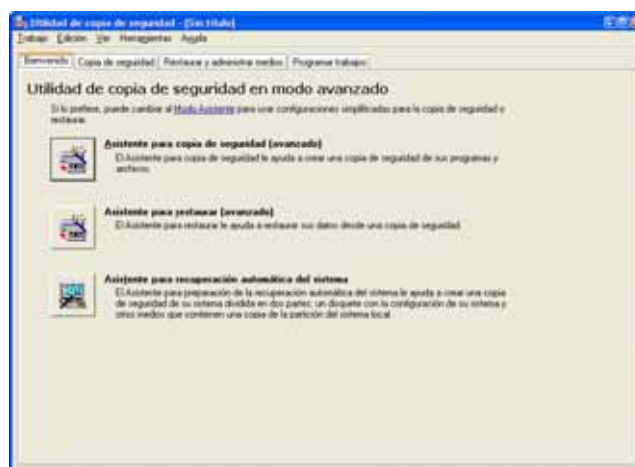 Utilidad de copia de seguridad - [Sin título]
Trabajo Edición Ver Herramientas Ayuda
Bienvenido Copia de seguridad Restaurar y administrar medios Programar trabajos
Utilidad de copia de seguridad en modo avanzado
Si lo prefiere, puede cambiar al Modo Asistente para usar configuraciones simplificadas para la copia de seguridad o
restaurar.
Asistente para copia de seguridad (avanzado)
El Asistente para copia de seguridad le ayuda a crear una copia de seguridad de sus programas y
archivos.
Asistente para restaurar (avanzado)
El Asistente para restaurar le ayuda a restaurar sus datos desde una copia de seguridad.
Asistente para recuperación automática del sistema
El Asistente para preparación de la recuperación automática del sistema le ayuda a crear una copia
de seguridad de su sistema dividida en dos partes: un disquete con la configuración de su sistema y
otros medios que contienen una copia de la partición del sistema local.